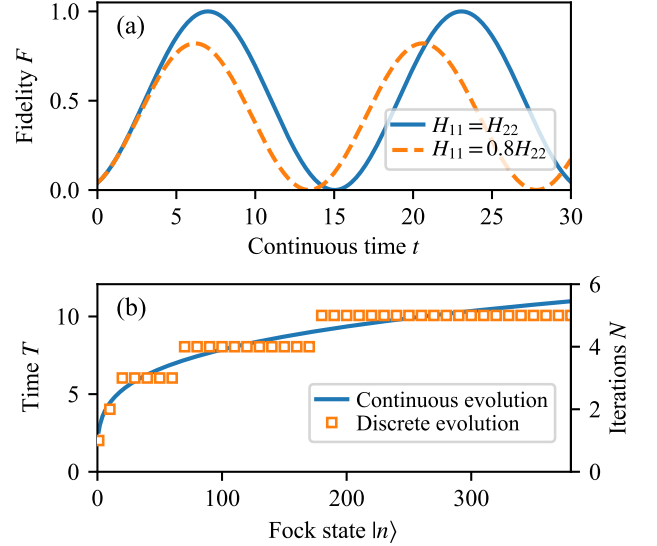 (a)
Fidelity F
1.0
0.5
0.0
H₁₁ = H₂₂
H₁₁ = 0.8H₂₂
0 5 10 15 20 25 30
Continuous time t
(b)
Time T
10
5
0
6
4
2
0
Iterations N
Continuous evolution
Discrete evolution
0 100 200 300
Fock state |n⟩